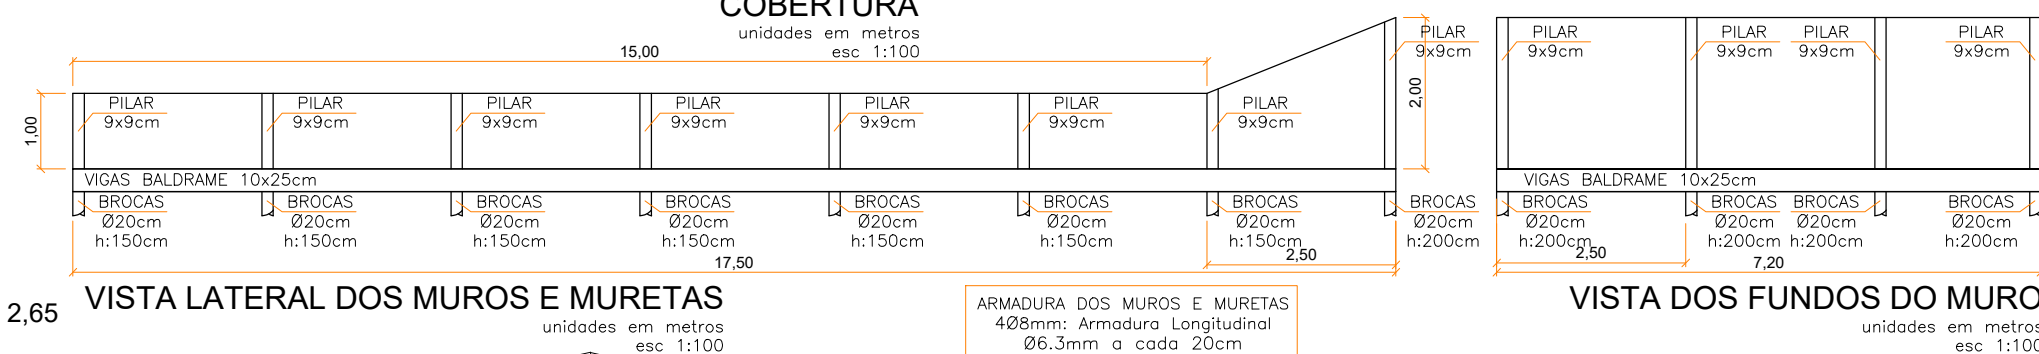 COBERTURA
unidades em metros
esc 1:100
15,00
PILAR
9x9cm
PILAR
9x9cm
PILAR
9x9cm
PILAR
9x9cm
PILAR
9x9cm
PILAR
9x9cm
PILAR
9x9cm
PILAR
9x9cm
1,00
2,00
VIGAS BALDRAME 10x25cm
BROCAS
Ø20cm
h:150cm
BROCAS
Ø20cm
h:150cm
BROCAS
Ø20cm
h:150cm
BROCAS
Ø20cm
h:150cm
BROCAS
Ø20cm
h:150cm
BROCAS
Ø20cm
h:150cm
BROCAS
Ø20cm
h:150cm
BROCAS
Ø20cm
h:200cm
2,50
17,50
2,65
VISTA LATERAL DOS MUROS E MURETAS
unidades em metros
esc 1:100
ARMADURA DOS MUROS E MURETAS
4Ø8mm: Armadura Longitudinal
Ø6.3mm a cada 20cm
PILAR
9x9cm
PILAR
9x9cm
PILAR
9x9cm
PILAR
9x9cm
VIGAS BALDRAME 10x25cm
BROCAS
Ø20cm
h:200cm
BROCAS
Ø20cm
h:200cm
BROCAS
Ø20cm
h:200cm
BROCAS
Ø20cm
h:200cm
2,50
7,20
VISTA DOS FUNDOS DO MURO
unidades em metros
esc 1:100